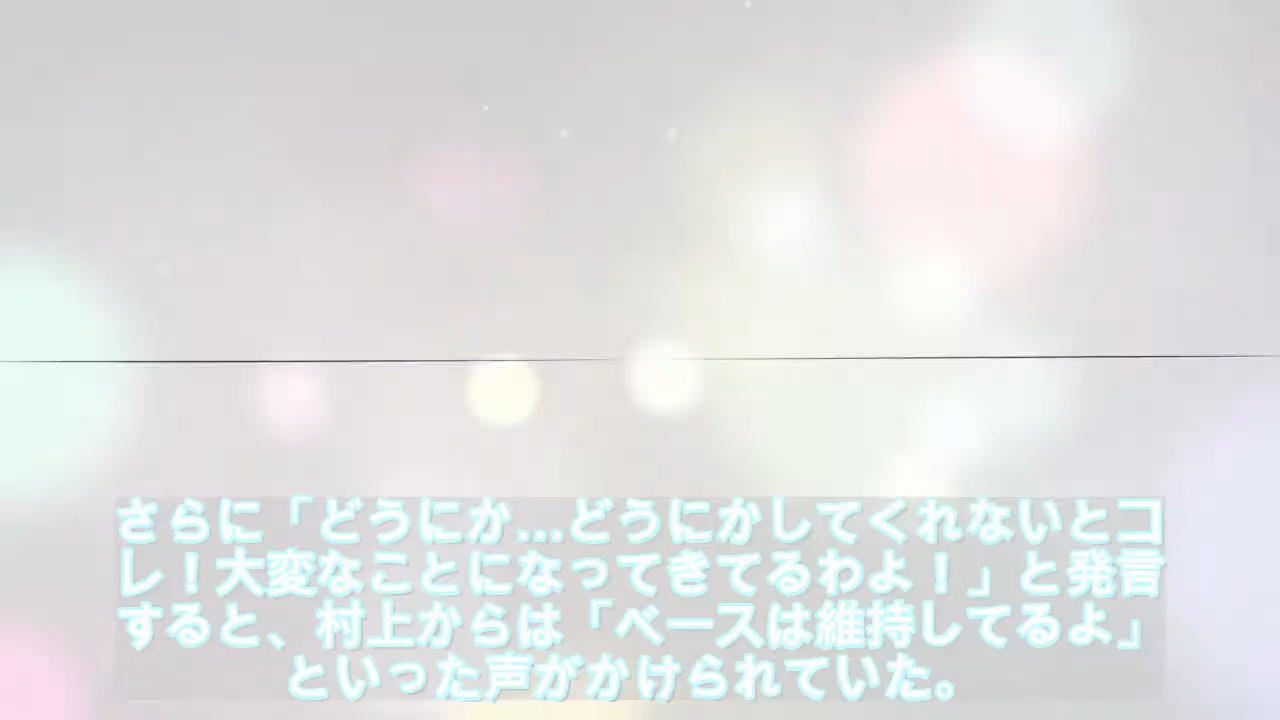 さらに「どうにか…どうにかしてくれないとコ
レ！大変なことになってきてるわよ！」と発言
すると、村上からは「ベースは維持してるよ」
といった声がかけられていた。